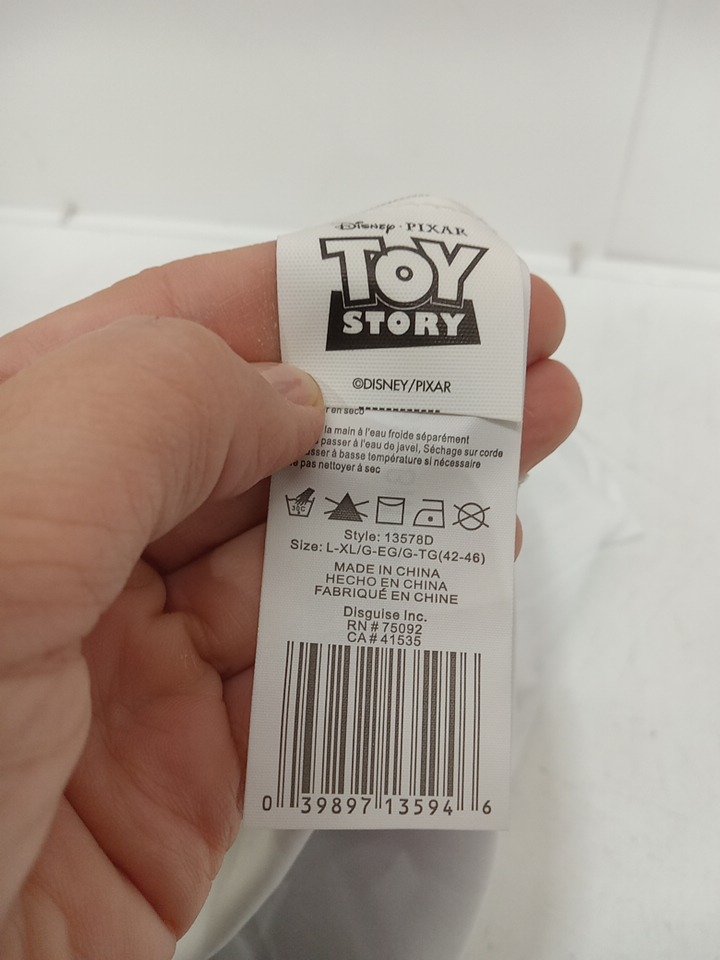 Disney · PIXAR
TOY
STORY
©DISNEY/PIXAR
en seco
la main à l'eau froide séparément
passer à l'eau de javel, Séchage sur corde
à basse température si nécessaire
pas nettoyer à sec
30C
Style: 13578D
Size: L-XL/G-EG/G-TG(42-46)
MADE IN CHINA
HECHO EN CHINA
FABRIQUÉ EN CHINE
Disguise Inc.
RN # 75092
CA # 41535
0 39897 13594 6